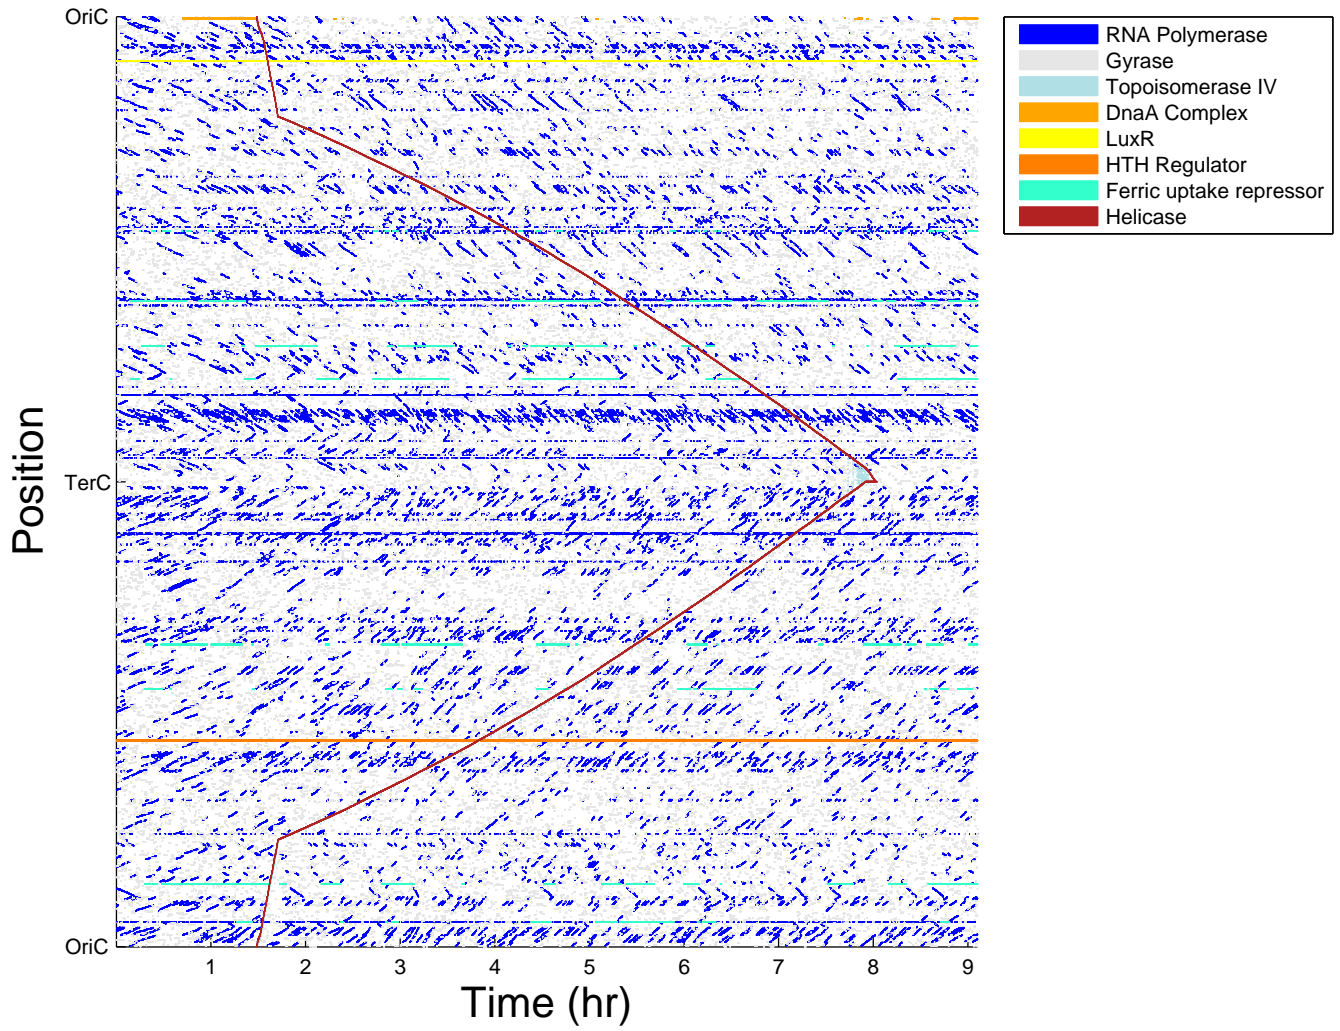 OriC
TerC
OriC
Position
1 2 3 4 5 6 7 8 9
Time (hr)
RNA Polymerase
Gyrase
Topoisomerase IV
DnaA Complex
LuxR
HTH Regulator
Ferric uptake repressor
Helicase